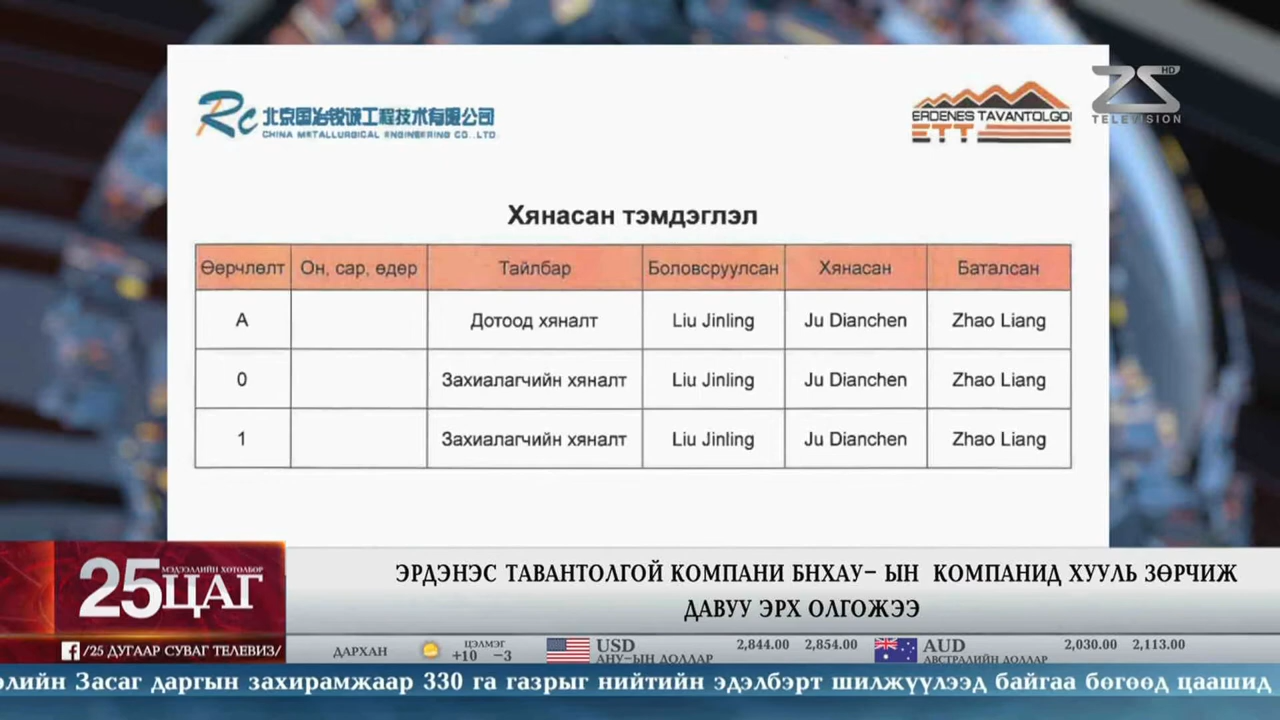 Rc 北京国冶锐诚工程技术有限公司
CHINA METALLURGICAL ENGINEERING CO.,LTD
ERDENES TAVANTOLGOI
ETT
25 HD
TELEVISION
Хянасан тэмдэглэл
Өөрчлөлт Он, сар, өдөр Тайлбар Боловсруулсан Хянасан Баталсан
A Дотоод хяналт Liu Jinling Ju Dianchen Zhao Liang
0 Захиалагчийн хяналт Liu Jinling Ju Dianchen Zhao Liang
1 Захиалагчийн хяналт Liu Jinling Ju Dianchen Zhao Liang
МЭДЭЭЛЛИЙН ХӨТӨЛБӨР
25ЦАГ
ЭРДЭНЭС ТАВАНТОЛГОЙ КОМПАНИ БНХАУ- ЫН КОМПАНИД ХУУЛЬ ЗӨРЧИЖ
ДАВУУ ЭРХ ОЛГОЖЭЭ
/25 ДУГААР СУВАГ ТЕЛЕВИЗ/
ДАРХАН ЦЭЛМЭГ +10 -3 USD АНУ-ЫН ДОЛЛАР 2,844.00 2,854.00 AUD АВСТРАЛИЙН ДОЛЛАР 2,030.00 2,113.00
элийн Засаг даргын захирамжаар 330 га газрыг нийтийн эдэлбэрт шилжүүлээд байгаа бөгөөд цаашид